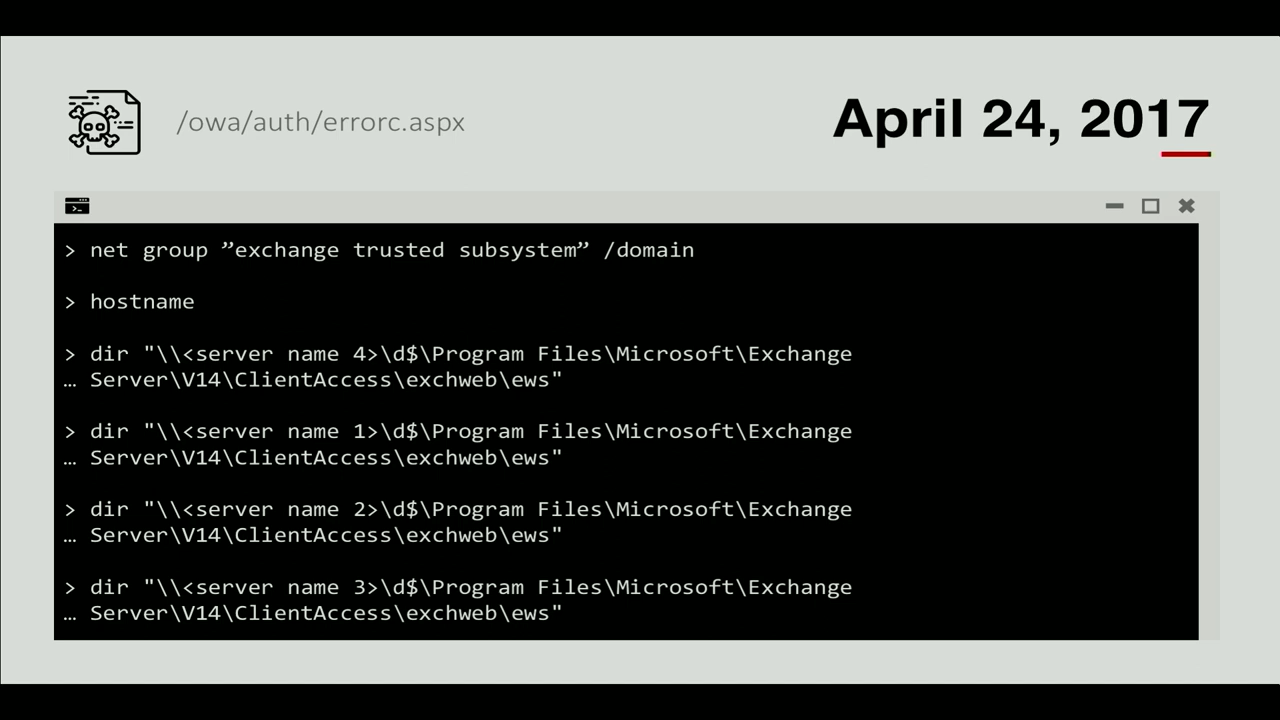 /owa/auth/errorc.aspx
April 24, 2017
> net group ”exchange trusted subsystem” /domain
> hostname
> dir "\\<server name 4>\d$\Program Files\Microsoft\Exchange
… Server\V14\ClientAccess\exchweb\ews"
> dir "\\<server name 1>\d$\Program Files\Microsoft\Exchange
… Server\V14\ClientAccess\exchweb\ews"
> dir "\\<server name 2>\d$\Program Files\Microsoft\Exchange
… Server\V14\ClientAccess\exchweb\ews"
> dir "\\<server name 3>\d$\Program Files\Microsoft\Exchange
… Server\V14\ClientAccess\exchweb\ews"